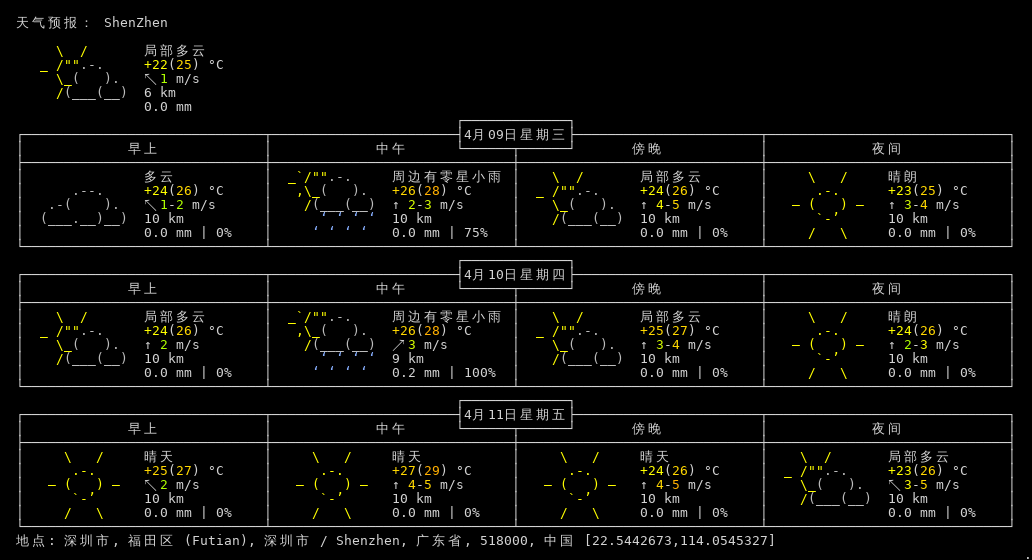 天气预报： ShenZhen
局部多云
+22(25) °C
↖1 m/s
6 km
0.0 mm
4月09日星期三
早上 中午 傍晚 夜间
多云 周边有零星小雨 局部多云 晴朗
+24(26) °C +26(28) °C +24(26) °C +23(25) °C
↖1-2 m/s ↑ 2-3 m/s ↑ 4-5 m/s ↑ 3-4 m/s
10 km 10 km 10 km 10 km
0.0 mm | 0% 0.0 mm | 75% 0.0 mm | 0% 0.0 mm | 0%
4月10日星期四
早上 中午 傍晚 夜间
局部多云 周边有零星小雨 局部多云 晴朗
+24(26) °C +26(28) °C +25(27) °C +24(26) °C
↑ 2 m/s ↗3 m/s ↑ 3-4 m/s ↑ 2-3 m/s
10 km 9 km 10 km 10 km
0.0 mm | 0% 0.2 mm | 100% 0.0 mm | 0% 0.0 mm | 0%
4月11日星期五
早上 中午 傍晚 夜间
晴天 晴天 晴天 局部多云
+25(27) °C +27(29) °C +24(26) °C +23(26) °C
↖2 m/s ↑ 4-5 m/s ↑ 4-5 m/s ↖3-5 m/s
10 km 10 km 10 km 10 km
0.0 mm | 0% 0.0 mm | 0% 0.0 mm | 0% 0.0 mm | 0%
地点: 深圳市, 福田区 (Futian), 深圳市 / Shenzhen, 广东省, 518000, 中国 [22.5442673,114.0545327]